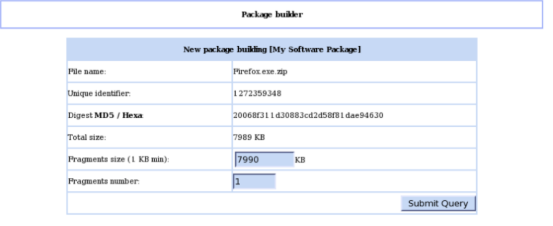 Package builder
New package building [My Software Package]
File name: Firefox.exe.zip
Unique identifier: 1272359348
Digest MD5 / Hexa: 20068f311d30883cd2d58f81dae94630
Total size: 7989 KB
Fragments size (1 KB min): 7990 KB
Fragments number: 1
Submit Query